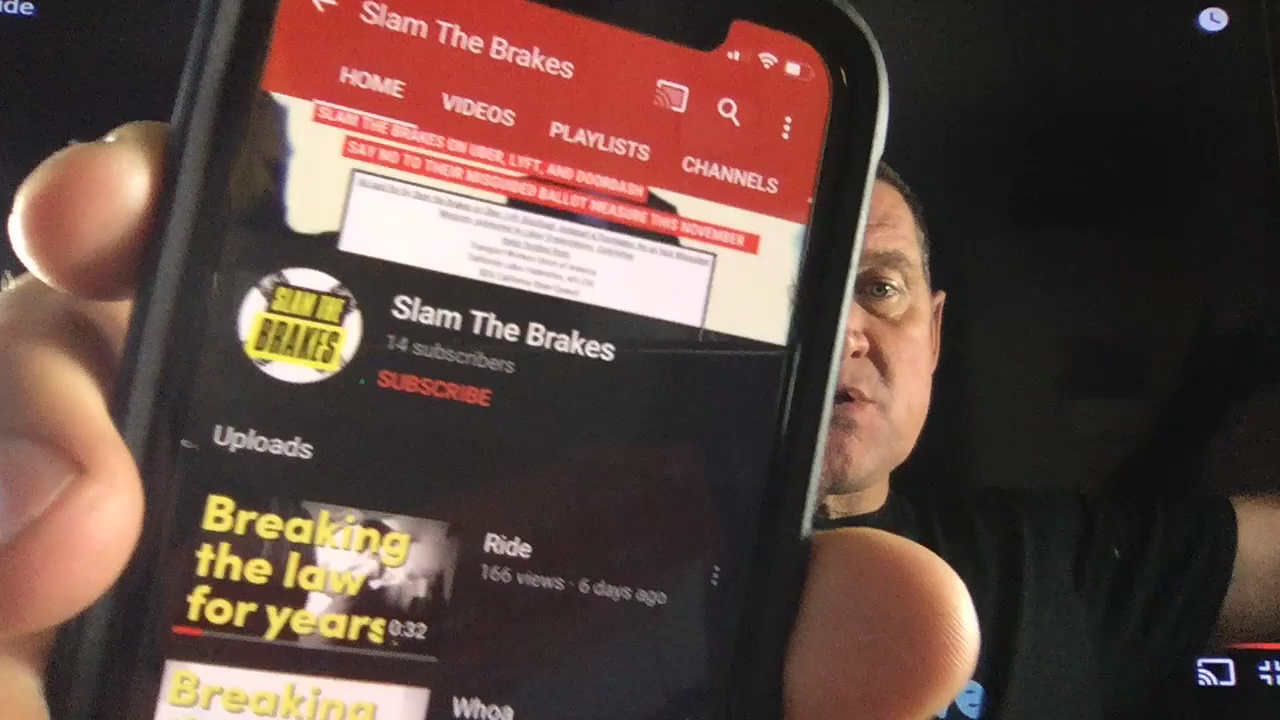 ide
Slam The Brakes
HOME
VIDEOS
PLAYLISTS
CHANNELS
SLAM THE BRAKES ON UBER, LYFT, AND DOORDASH
SAY NO TO THEIR MISGUIDED BALLOT MEASURE THIS NOVEMBER
SLAM THE
BRAKES
Slam The Brakes
14 subscribers
SUBSCRIBE
Uploads
Breaking
the law
for years
0:32
Ride
166 views · 6 days ago
Breaking
Whoa